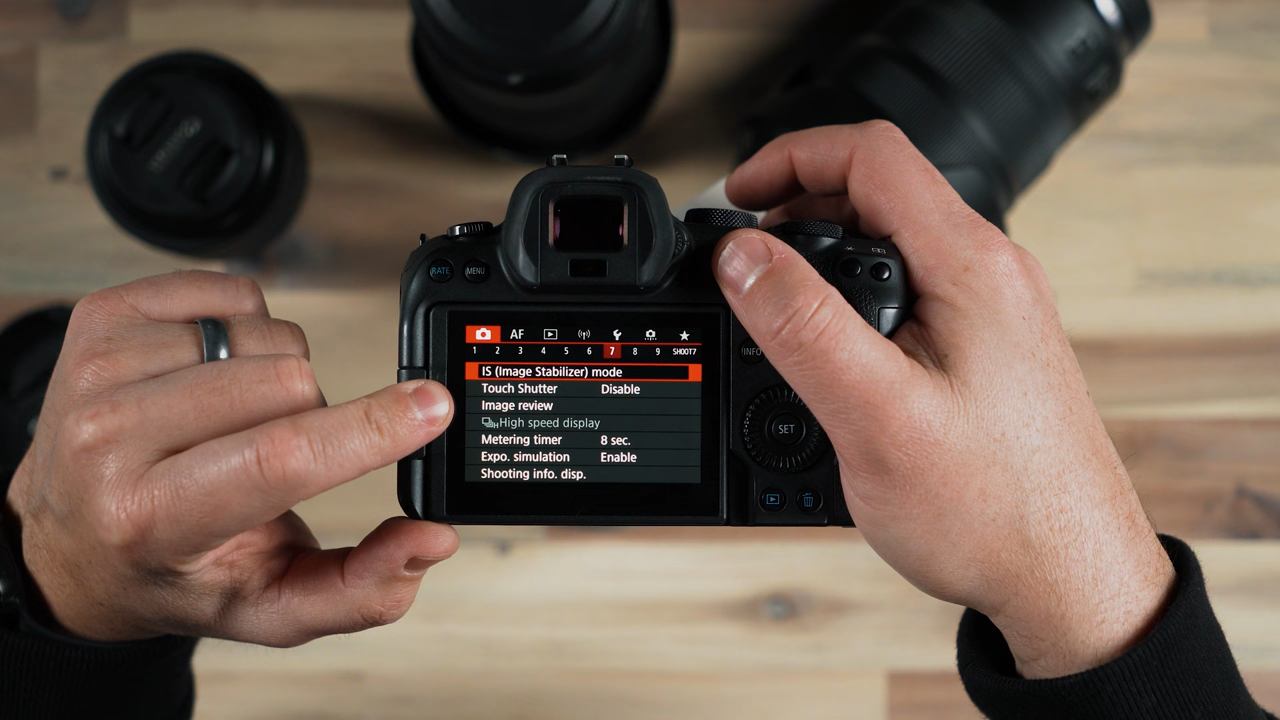 RATE MENU
AF
1 2 3 4 5 6 7 8 9 SHOOT7
INFO
IS (Image Stabilizer) mode
Touch Shutter Disable
Image review
High speed display
SET
Metering timer 8 sec.
Expo. simulation Enable
Shooting info. disp.